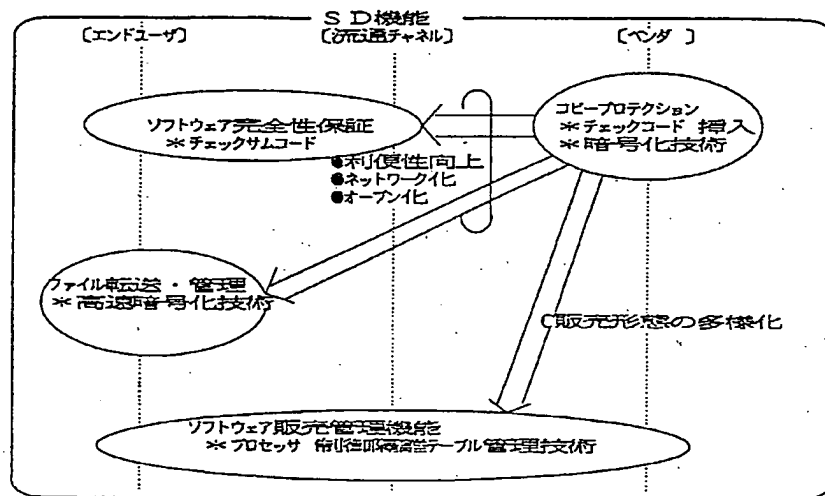 ＳＤ機能
〔エンドユーザ〕
〔流通チャネル〕
〔ベンダ 〕
ソフトウェア完全性保証
＊チェックサムコード
コピープロテクション
＊チェックコード 挿入
＊暗号化技術
●利便性向上
●ネットワーク化
●オープン化
ファイル転送・管理
＊高速暗号化技術
販売形態の多様化
ソフトウェア販売管理機能
＊プロセッサ テーブル管理技術